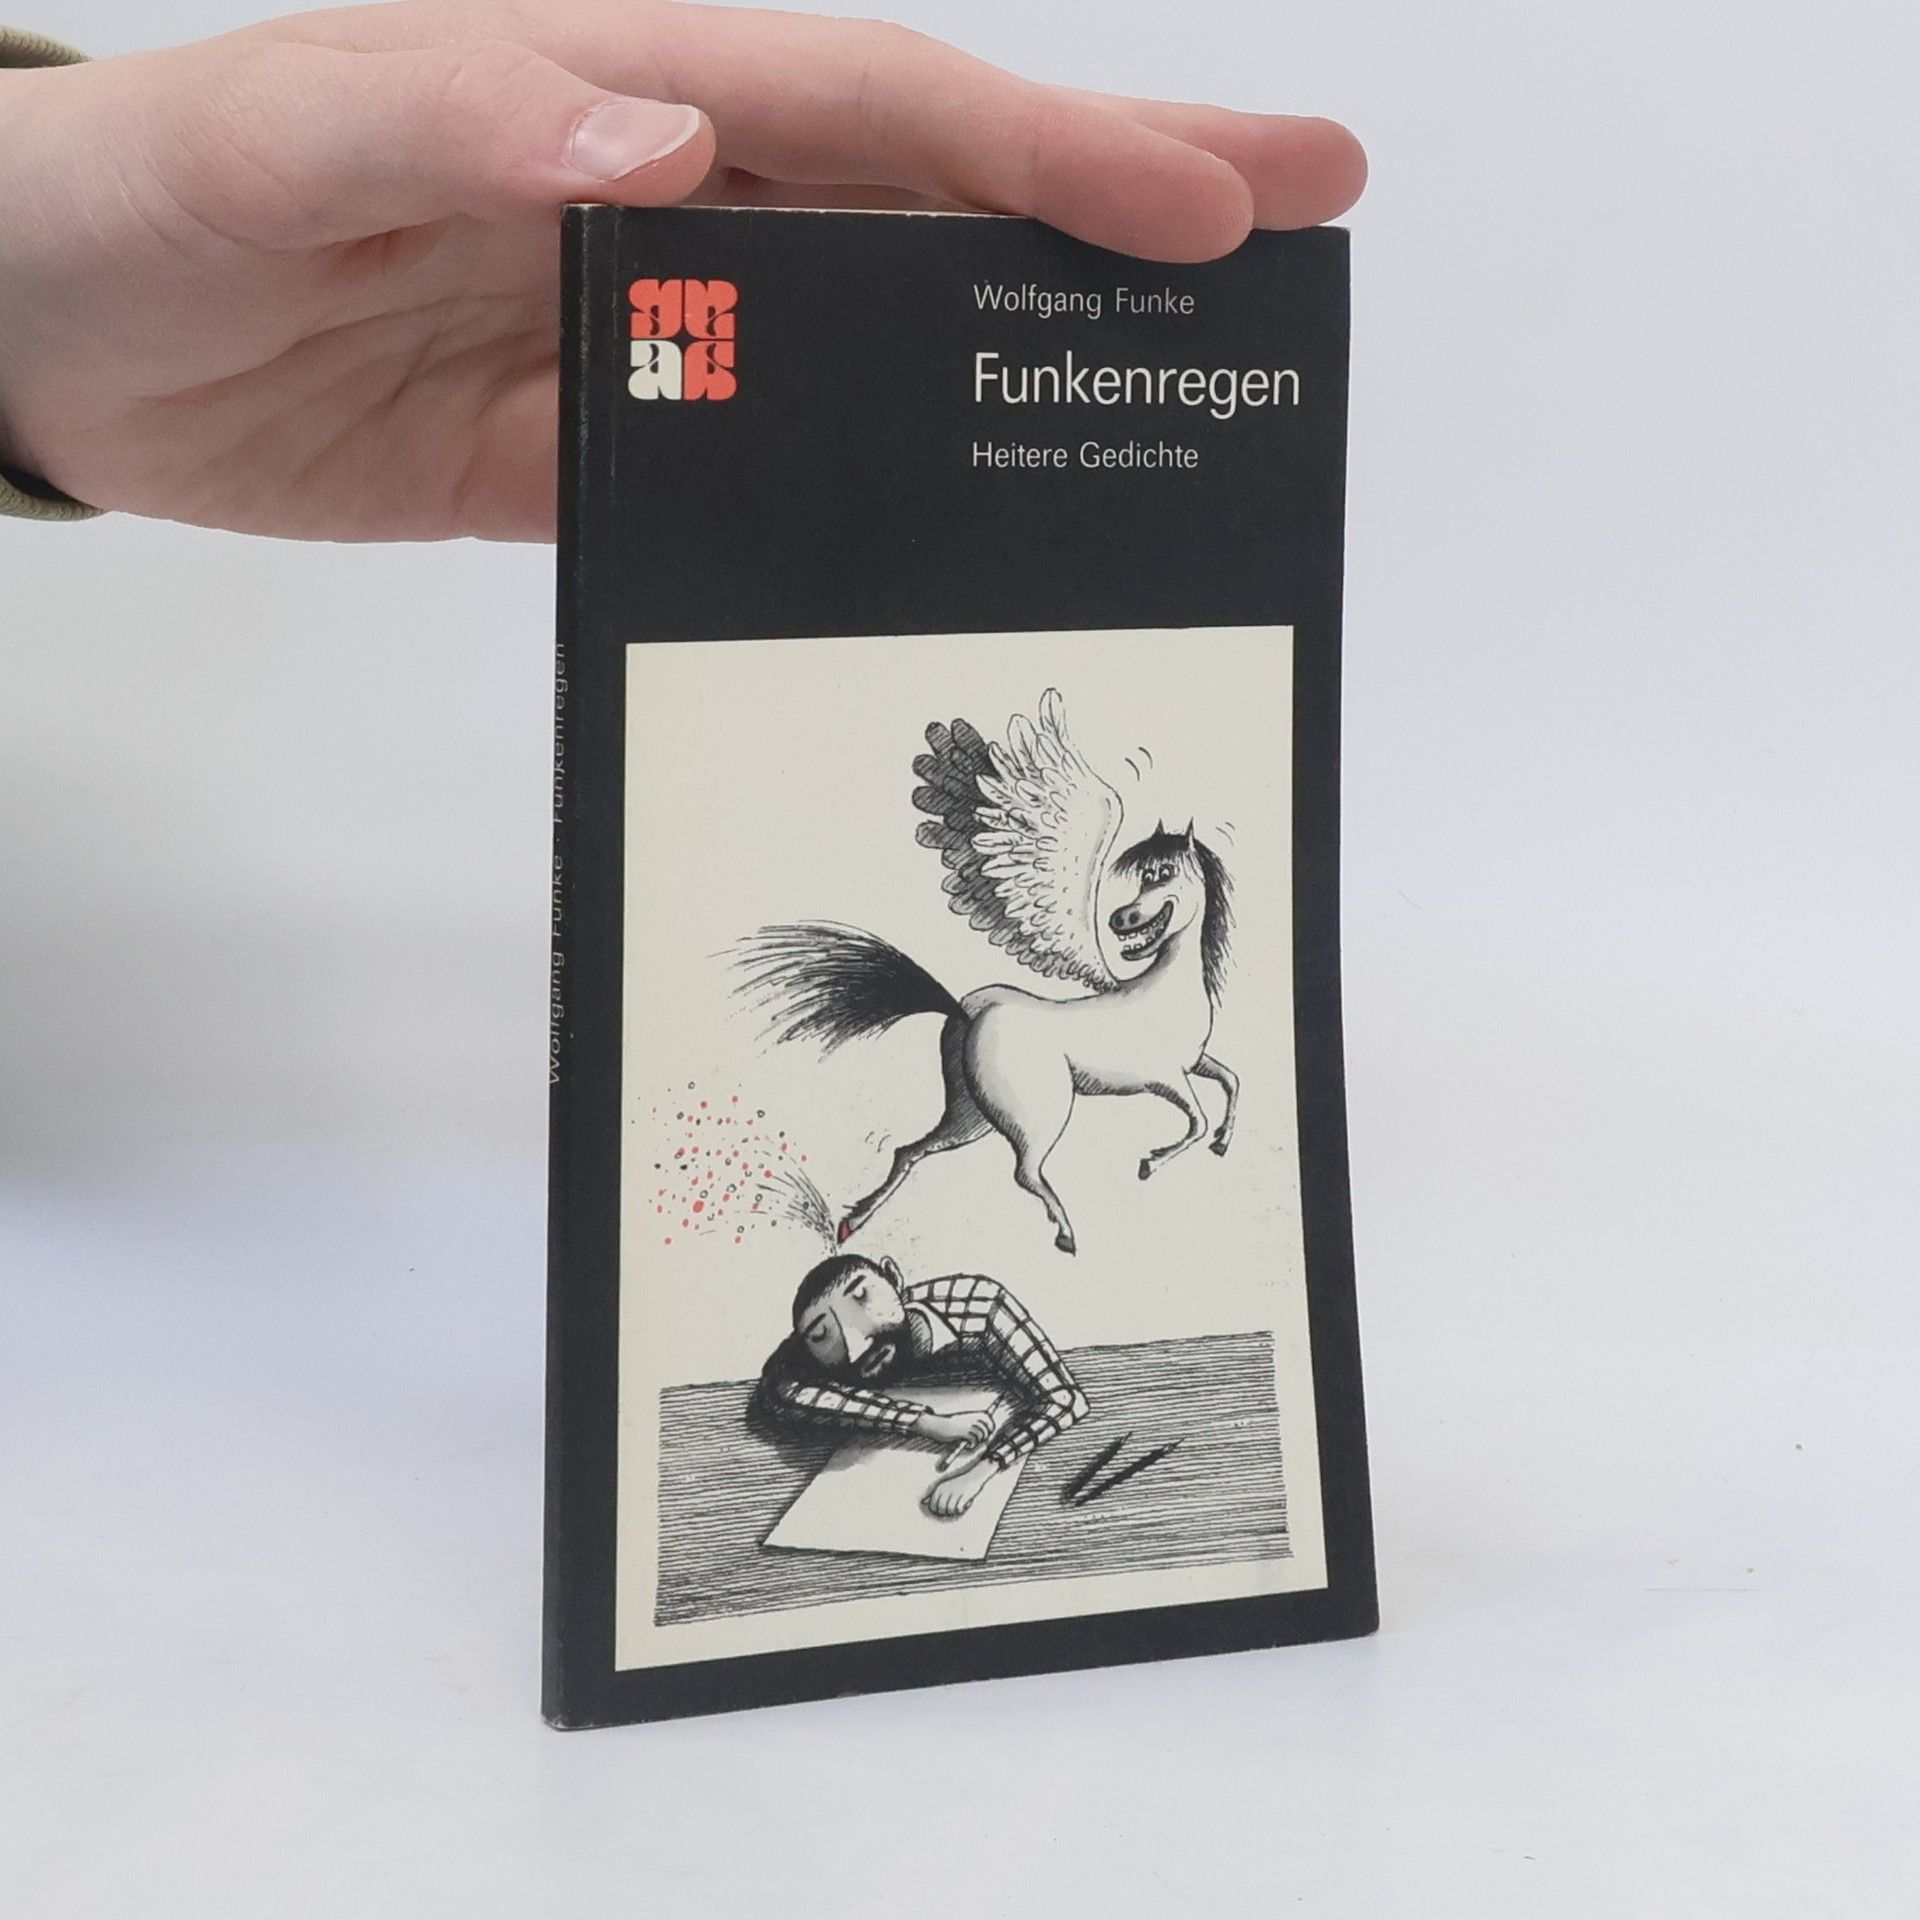 Wolfgang Funke
Funkenregen
Heitere Gedichte
Wolfgang Funke · Funkenregen